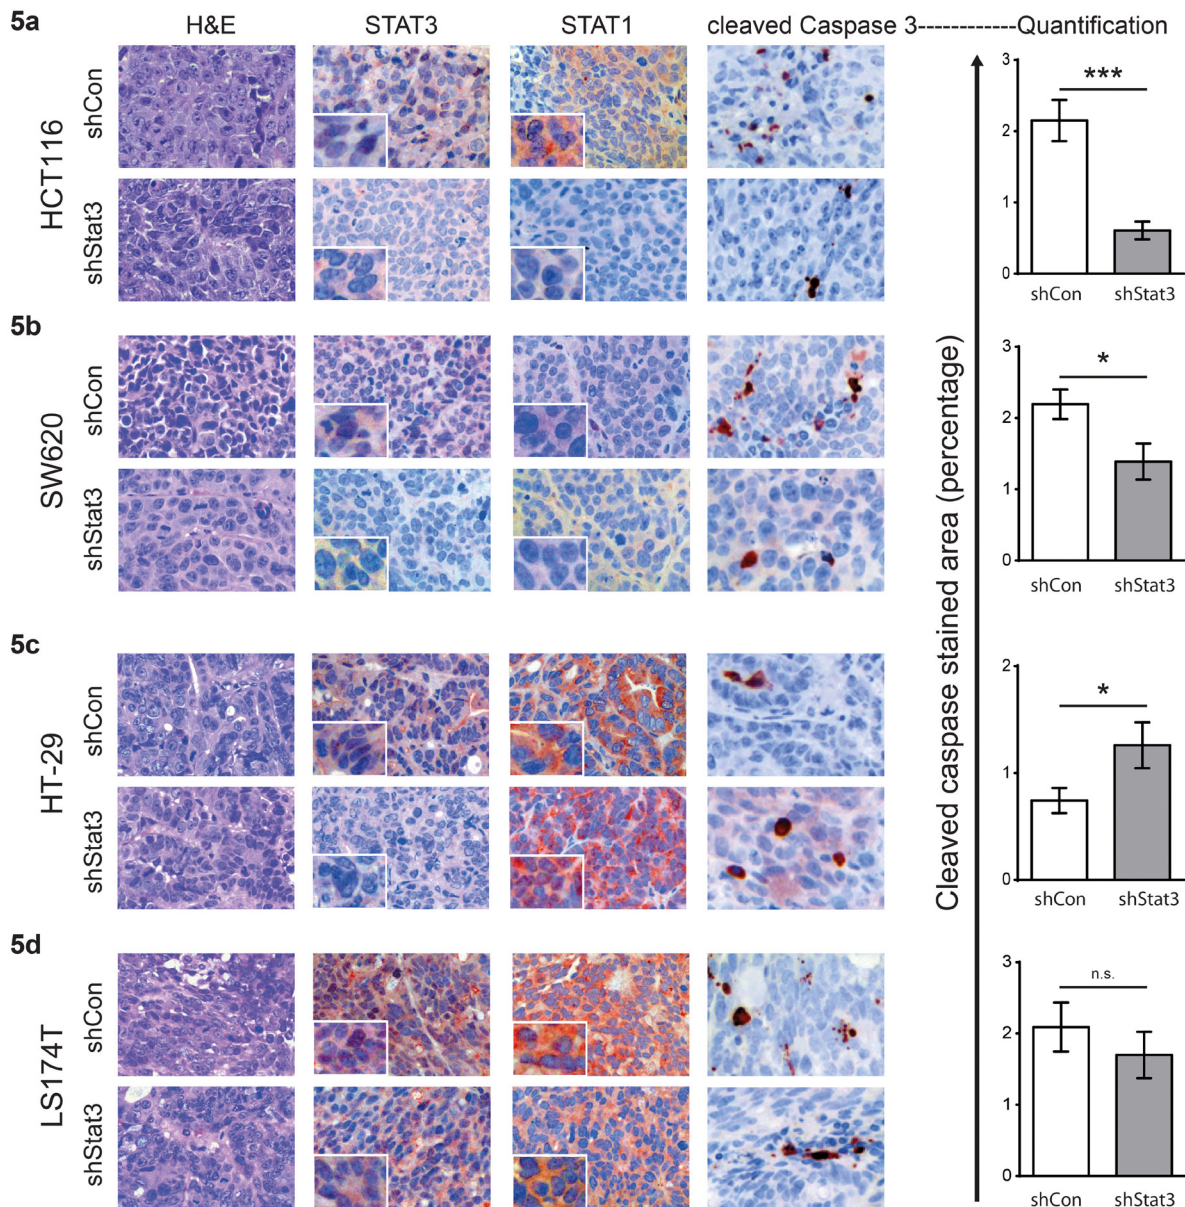 5a H&E STAT3 STAT1 cleaved Caspase 3------------Quantification
HCT116
shCon
shStat3
3
***
2
1
0
shCon shStat3
5b
SW620
shCon
shStat3
3
*
2
1
0
shCon shStat3
Cleaved caspase stained area (percentage)
5c
HT-29
shCon
shStat3
2
*
1
0
shCon shStat3
5d
LS174T
shCon
shStat3
3
n.s.
2
1
0
shCon shStat3